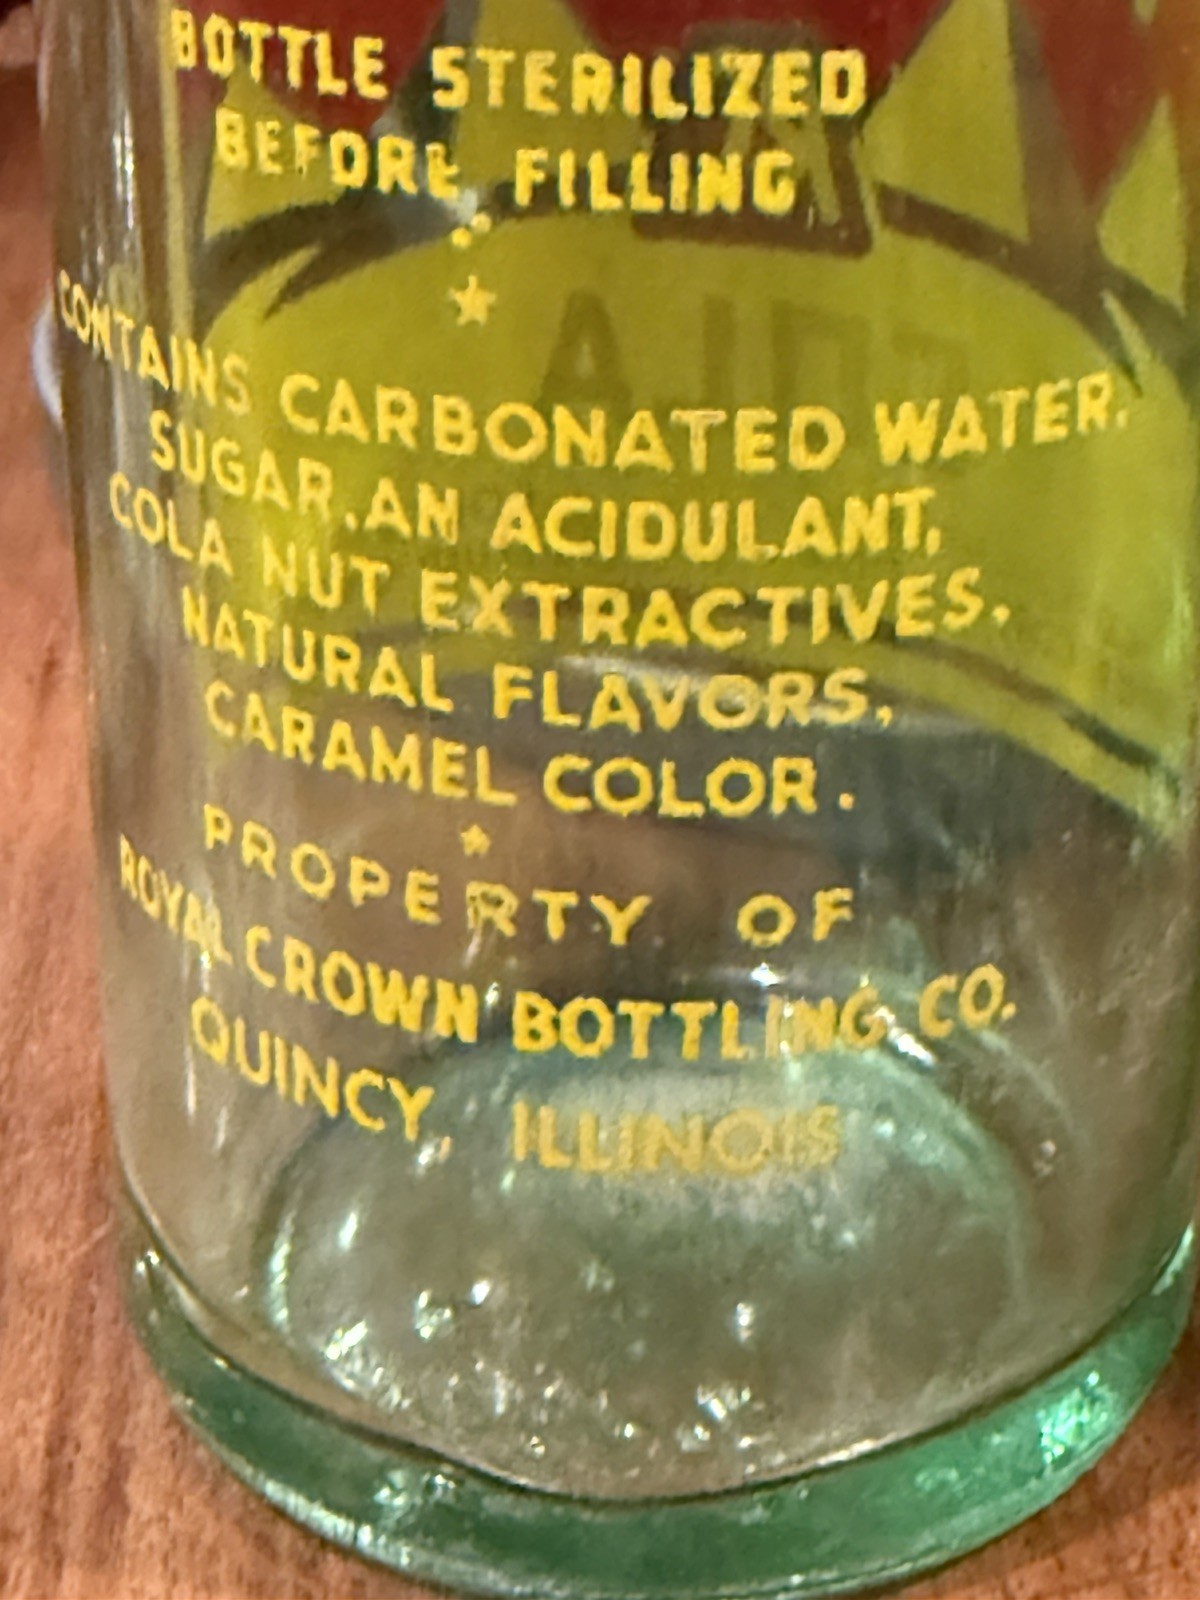 BOTTLE STERILIZED
BEFORE FILLING
CONTAINS CARBONATED WATER,
SUGAR, AN ACIDULANT,
COLA NUT EXTRACTIVES,
NATURAL FLAVORS,
CARAMEL COLOR.
PROPERTY OF
ROYAL CROWN BOTTLING CO.
QUINCY, ILLINOIS